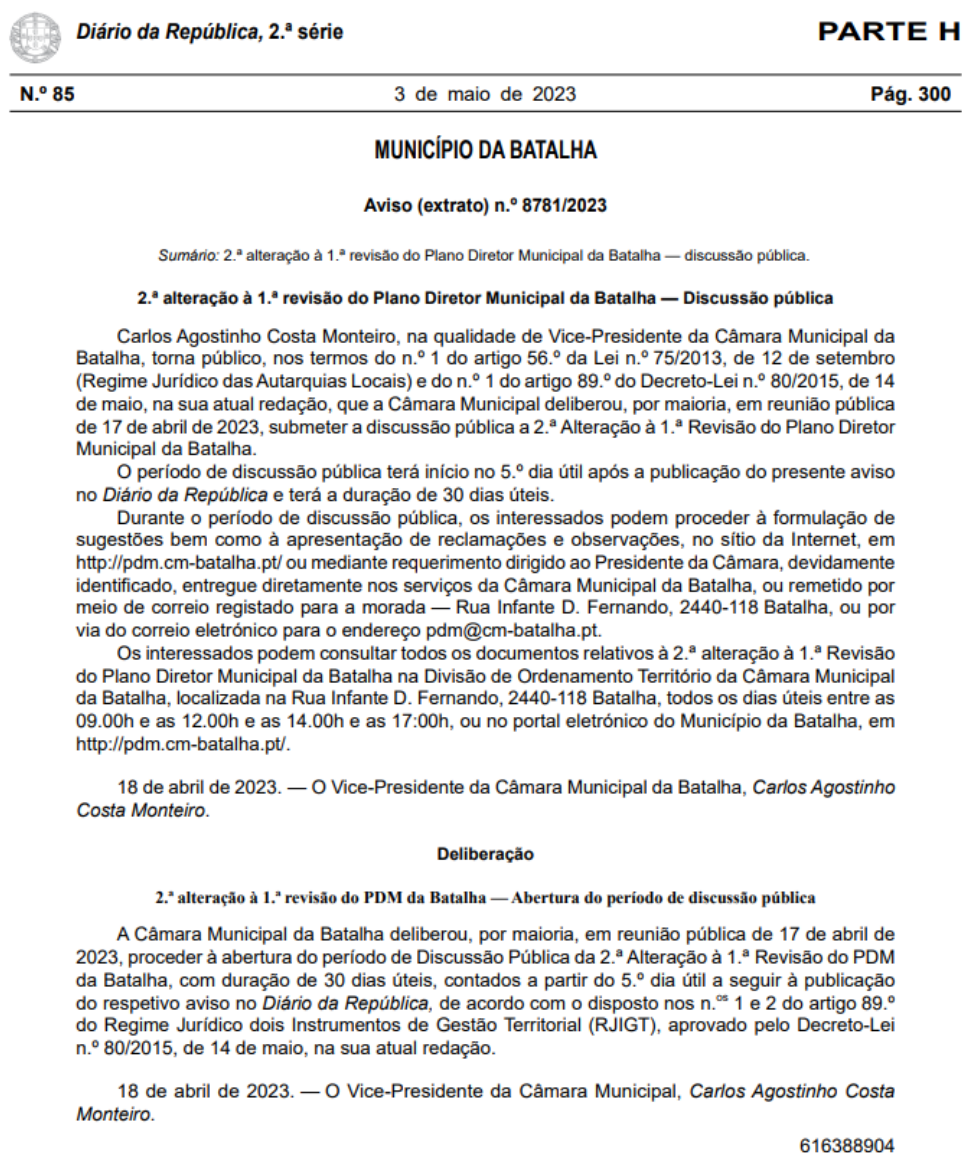 Diário da República, 2.ª série
PARTE H
N.º 85
3 de maio de 2023
Pág. 300
MUNICÍPIO DA BATALHA
Aviso (extrato) n.º 8781/2023
Sumário: 2.ª alteração à 1.ª revisão do Plano Diretor Municipal da Batalha — discussão pública.
2.ª alteração à 1.ª revisão do Plano Diretor Municipal da Batalha — Discussão pública
Carlos Agostinho Costa Monteiro, na qualidade de Vice-Presidente da Câmara Municipal da
Batalha, torna público, nos termos do n.º 1 do artigo 56.º da Lei n.º 75/2013, de 12 de setembro
(Regime Jurídico das Autarquias Locais) e do n.º 1 do artigo 89.º do Decreto-Lei n.º 80/2015, de 14
de maio, na sua atual redação, que a Câmara Municipal deliberou, por maioria, em reunião pública
de 17 de abril de 2023, submeter a discussão pública a 2.ª Alteração à 1.ª Revisão do Plano Diretor
Municipal da Batalha.
O período de discussão pública terá início no 5.º dia útil após a publicação do presente aviso
no Diário da República e terá a duração de 30 dias úteis.
Durante o período de discussão pública, os interessados podem proceder à formulação de
sugestões bem como à apresentação de reclamações e observações, no sítio da Internet, em
http://pdm.cm-batalha.pt/ ou mediante requerimento dirigido ao Presidente da Câmara, devidamente
identificado, entregue diretamente nos serviços da Câmara Municipal da Batalha, ou remetido por
meio de correio registado para a morada — Rua Infante D. Fernando, 2440-118 Batalha, ou por
via do correio eletrónico para o endereço pdm@cm-batalha.pt.
Os interessados podem consultar todos os documentos relativos à 2.ª alteração à 1.ª Revisão
do Plano Diretor Municipal da Batalha na Divisão de Ordenamento Território da Câmara Municipal
da Batalha, localizada na Rua Infante D. Fernando, 2440-118 Batalha, todos os dias úteis entre as
09.00h e as 12.00h e as 14.00h e as 17:00h, ou no portal eletrónico do Município da Batalha, em
http://pdm.cm-batalha.pt/.
18 de abril de 2023. — O Vice-Presidente da Câmara Municipal da Batalha, Carlos Agostinho
Costa Monteiro.
Deliberação
2.ª alteração à 1.ª revisão do PDM da Batalha — Abertura do período de discussão pública
A Câmara Municipal da Batalha deliberou, por maioria, em reunião pública de 17 de abril de
2023, proceder à abertura do período de Discussão Pública da 2.ª Alteração à 1.ª Revisão do PDM
da Batalha, com duração de 30 dias úteis, contados a partir do 5.º dia útil a seguir à publicação
do respetivo aviso no Diário da República, de acordo com o disposto nos n.os 1 e 2 do artigo 89.º
do Regime Jurídico dois Instrumentos de Gestão Territorial (RJIGT), aprovado pelo Decreto-Lei
n.º 80/2015, de 14 de maio, na sua atual redação.
18 de abril de 2023. — O Vice-Presidente da Câmara Municipal, Carlos Agostinho Costa
Monteiro.
616388904